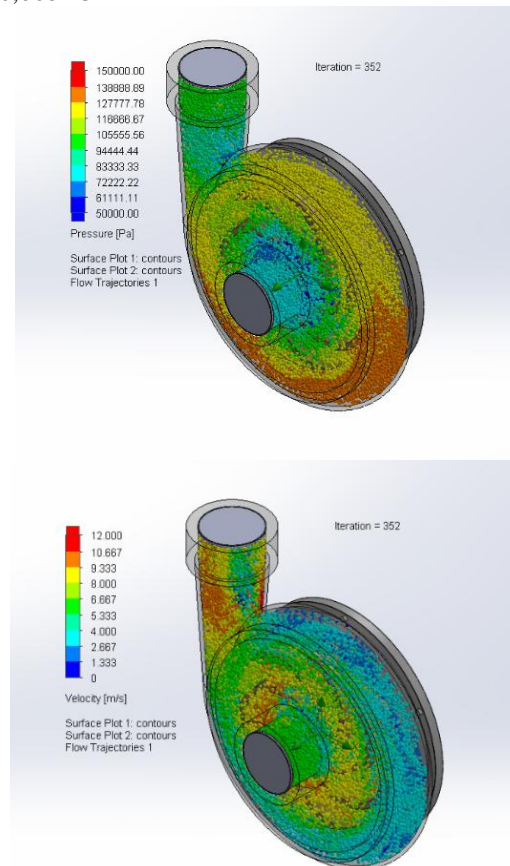 Iteration = 352
150000.00
138888.89
127777.78
116666.67
105555.56
94444.44
83333.33
72222.22
61111.11
50000.00
Pressure [Pa]
Surface Plot 1: contours
Surface Plot 2: contours
Flow Trajectories 1
Iteration = 352
12.000
10.667
9.333
8.000
6.667
5.333
4.000
2.667
1.333
0
Velocity [m/s]
Surface Plot 1: contours
Surface Plot 2: contours
Flow Trajectories 1